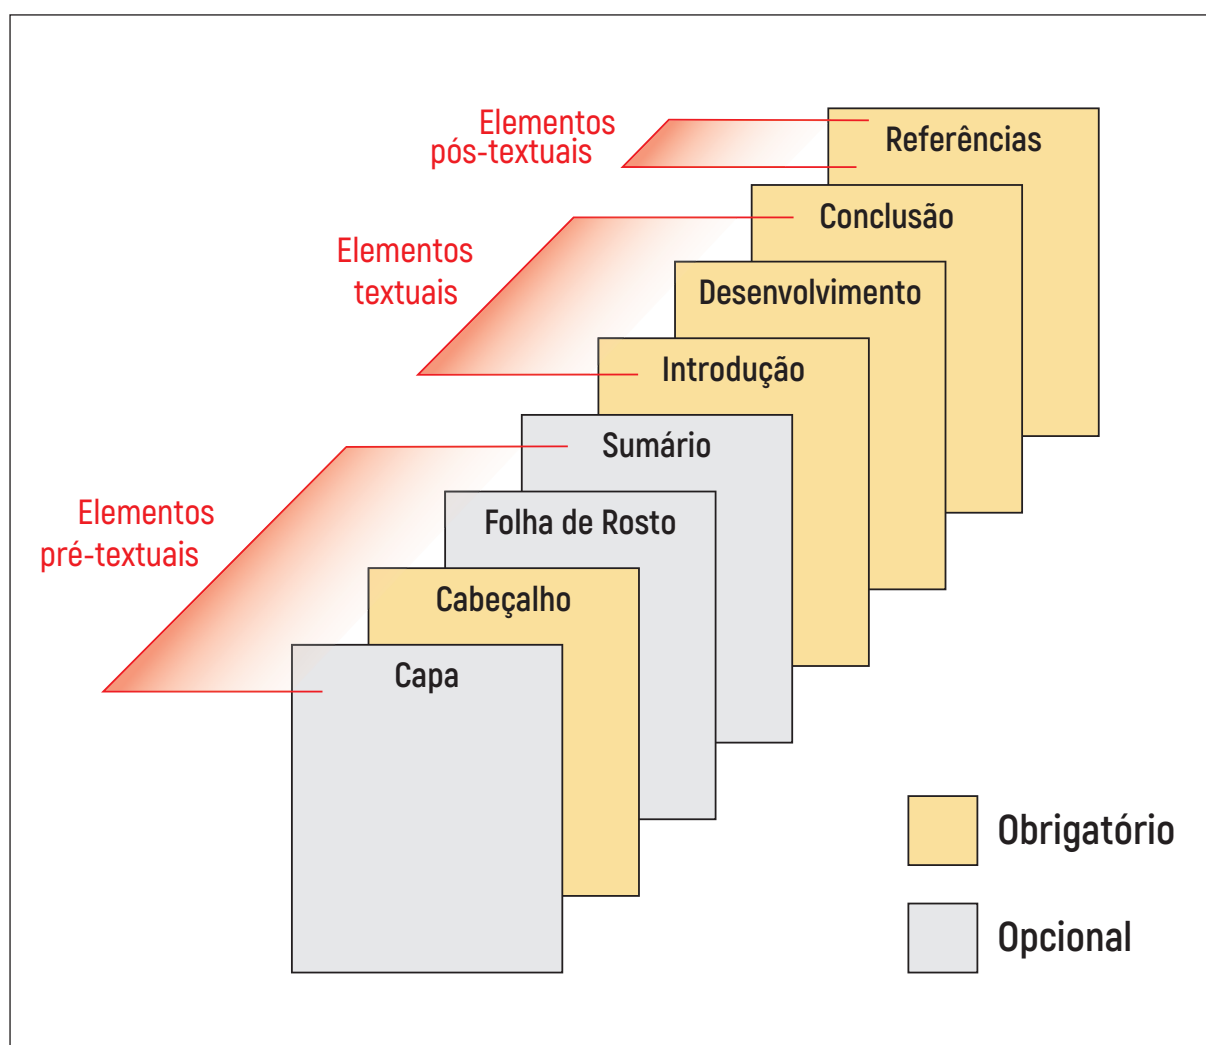 Elementos
pós-textuais
Referências
Conclusão
Elementos
textuais
Desenvolvimento
Introdução
Sumário
Elementos
pré-textuais
Folha de Rosto
Cabeçalho
Capa
Obrigatório
Opcional